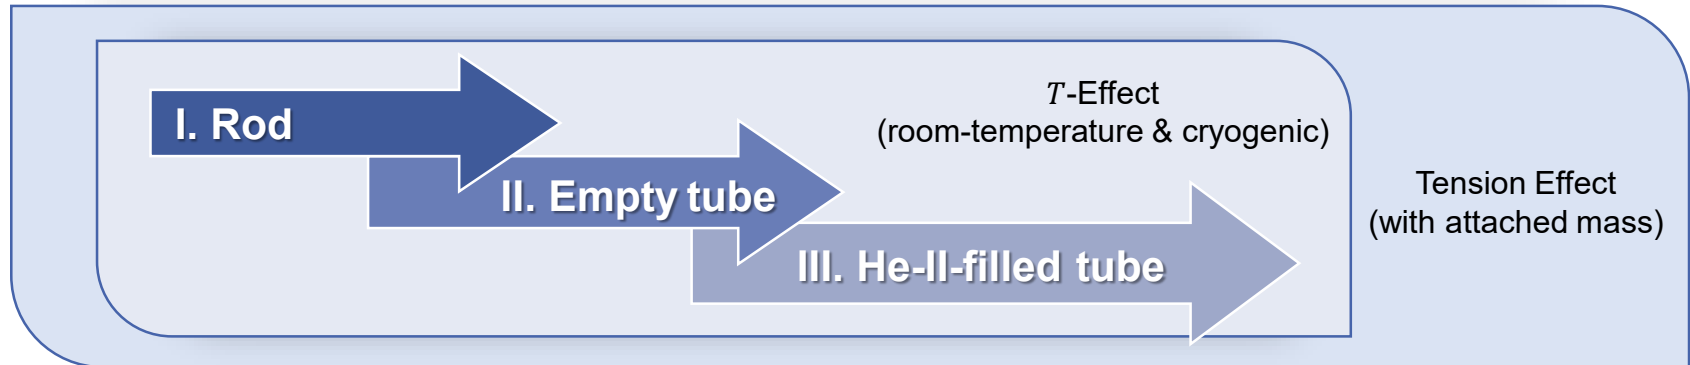 I. Rod
II. Empty tube
III. He-II-filled tube
T-Effect
(room-temperature & cryogenic)
Tension Effect
(with attached mass)